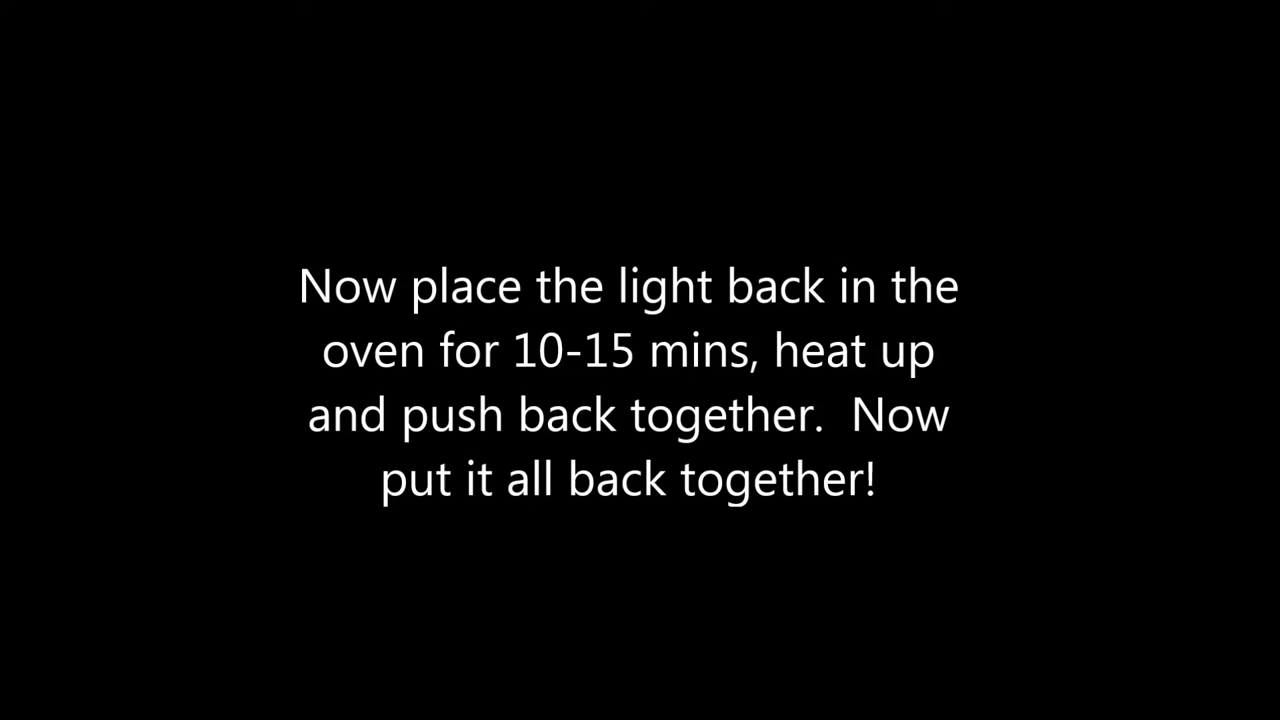 Now place the light back in the
oven for 10-15 mins, heat up
and push back together.  Now
put it all back together!